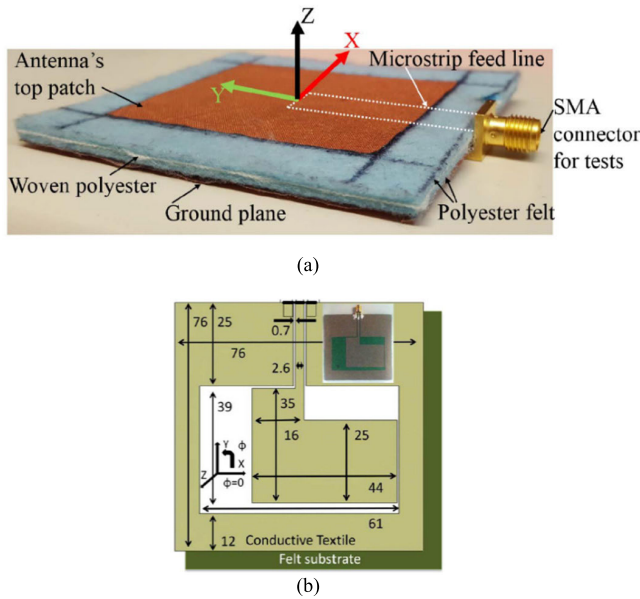 Z
X
Antenna's
top patch
Microstrip feed line
Y
SMA
connector
for tests
Woven polyester
Ground plane
Polyester felt
(a)
76
25
0.7
76
2.6
39
35
16
25
Y
ϕ
X
Z
ϕ=0
44
61
12
Conductive Textile
Felt substrate
(b)